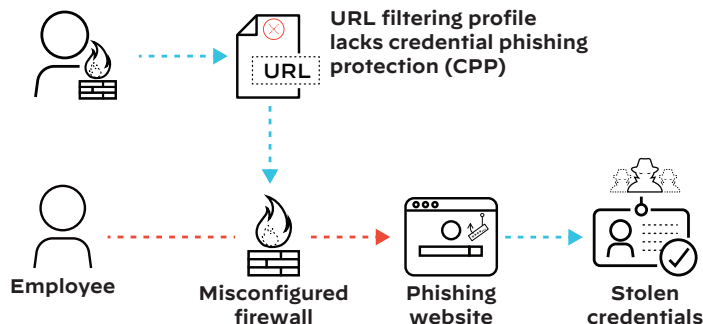 URL filtering profile
lacks credential phishing
protection (CPP)
URL
Employee
Misconfigured
firewall
Phishing
website
Stolen
credentials